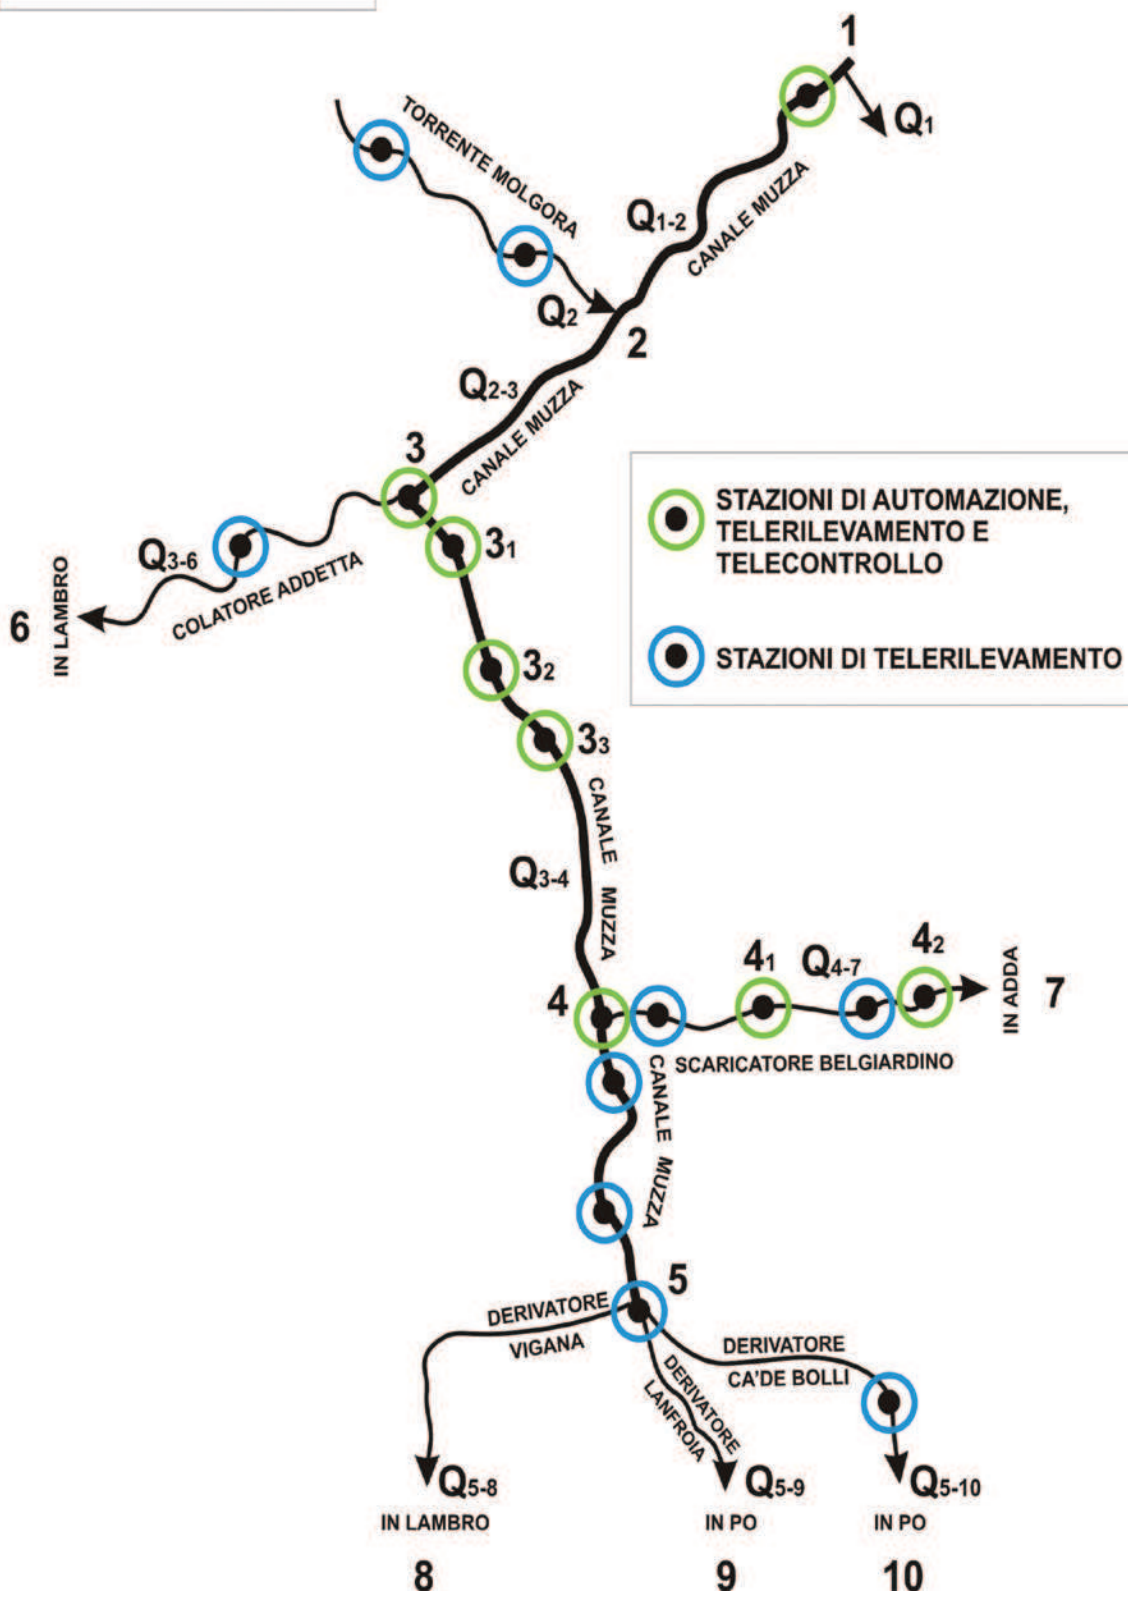 1
Q1
TORRENTE MOLGORA
Q1-2
CANALE MUZZA
Q2
2
Q2-3
CANALE MUZZA
3
31
Q3-6
COLATORE ADDETTA
6
IN LAMBRO
32
33
STAZIONI DI AUTOMAZIONE,
TELERILEVAMENTO E
TELECONTROLLO
STAZIONI DI TELERILEVAMENTO
CANALE MUZZA
Q3-4
4
41
Q4-7
42
IN ADDA
7
SCARICATORE BELGIARDINO
CANALE MUZZA
5
DERIVATORE
VIGANA
DERIVATORE
LANFROIA
DERIVATORE
CA'DE BOLLI
Q5-8
Q5-9
Q5-10
IN LAMBRO
IN PO
IN PO
8
9
10